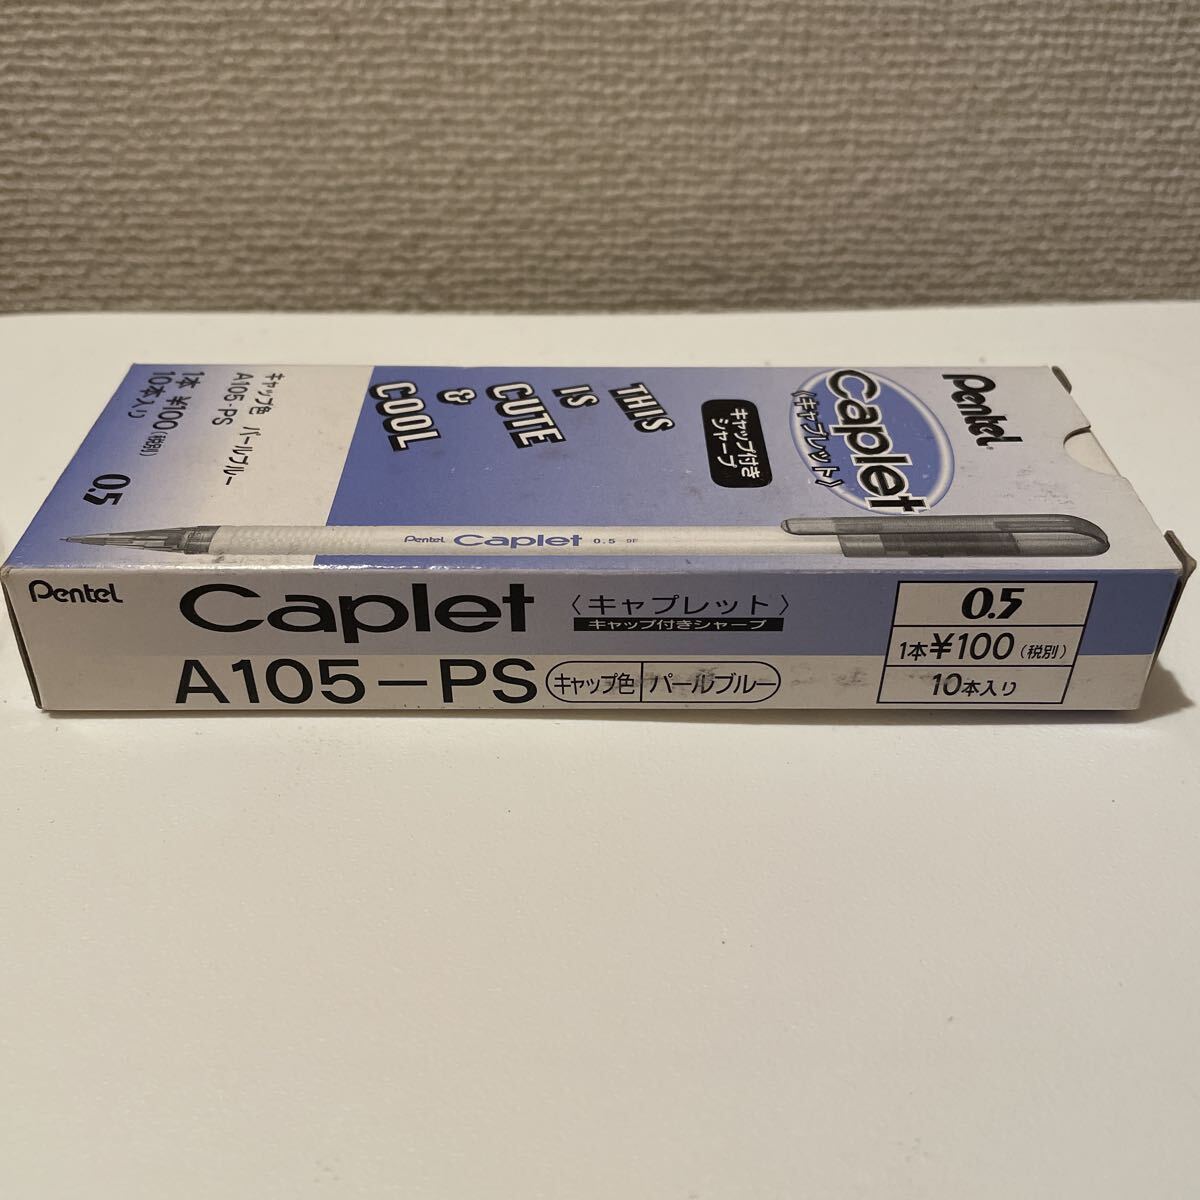 Pentel
Caplet
〈キャプレット〉
キャップ付き
シャープ
THIS
IS
CUTE
&
COOL
キャップ色 パールブルー
A105-PS
1本 ¥100(税別)
10本入り
0.5
Pentel Caplet 0.5
Pentel
Caplet
〈キャプレット〉
キャップ付きシャープ
A105-PS
キャップ色 パールブルー
0.5
1本¥100(税別)
10本入り